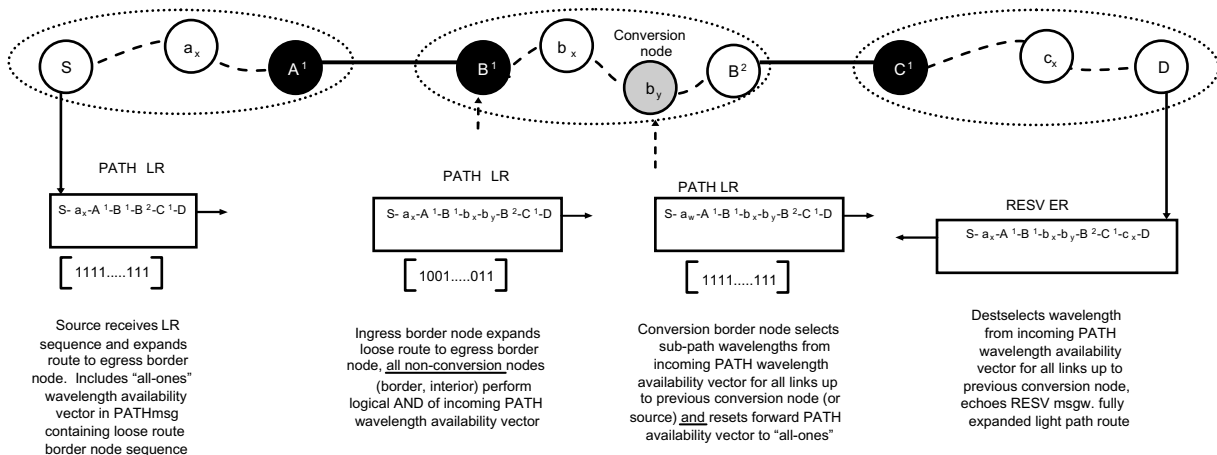 Conversion
node
S
a x
A 1
B 1
b x
b y
B 2
C 1
c x
D
PATH LR
S- a x -A 1 -B 1 -B 2 -C 1 -D
[1111.....111]
Source receives LR
sequence and expands
route to egress border
node. Includes “all-ones”
wavelength availability
vector in PATHmsg
containing loose route
border node sequence
PATH LR
S- a x -A 1 -B 1 -b x -b y -B 2 -C 1 -D
[1001.....011]
Ingress border node expands
loose route to egress border
node, all non-conversion nodes
(border, interior) perform
logical AND of incoming PATH
wavelength availability vector
PATH LR
S- a w -A 1 -B 1 -b x -b y -B 2 -C 1 -D
[1111.....111]
Conversion border node selects
sub-path wavelengths from
incoming PATH wavelength
availability vector for all links up
to previous conversion node (or
source) and resets forward PATH
availability vector to “all-ones”
RESV ER
S- a x -A 1 -B 1 -b x -b y -B 2 -C 1 -c x -D
Destselects wavelength
from incoming PATH
wavelength availability
vector for all links up to
previous conversion node,
echoes RESV msgw. fully
expanded light path route